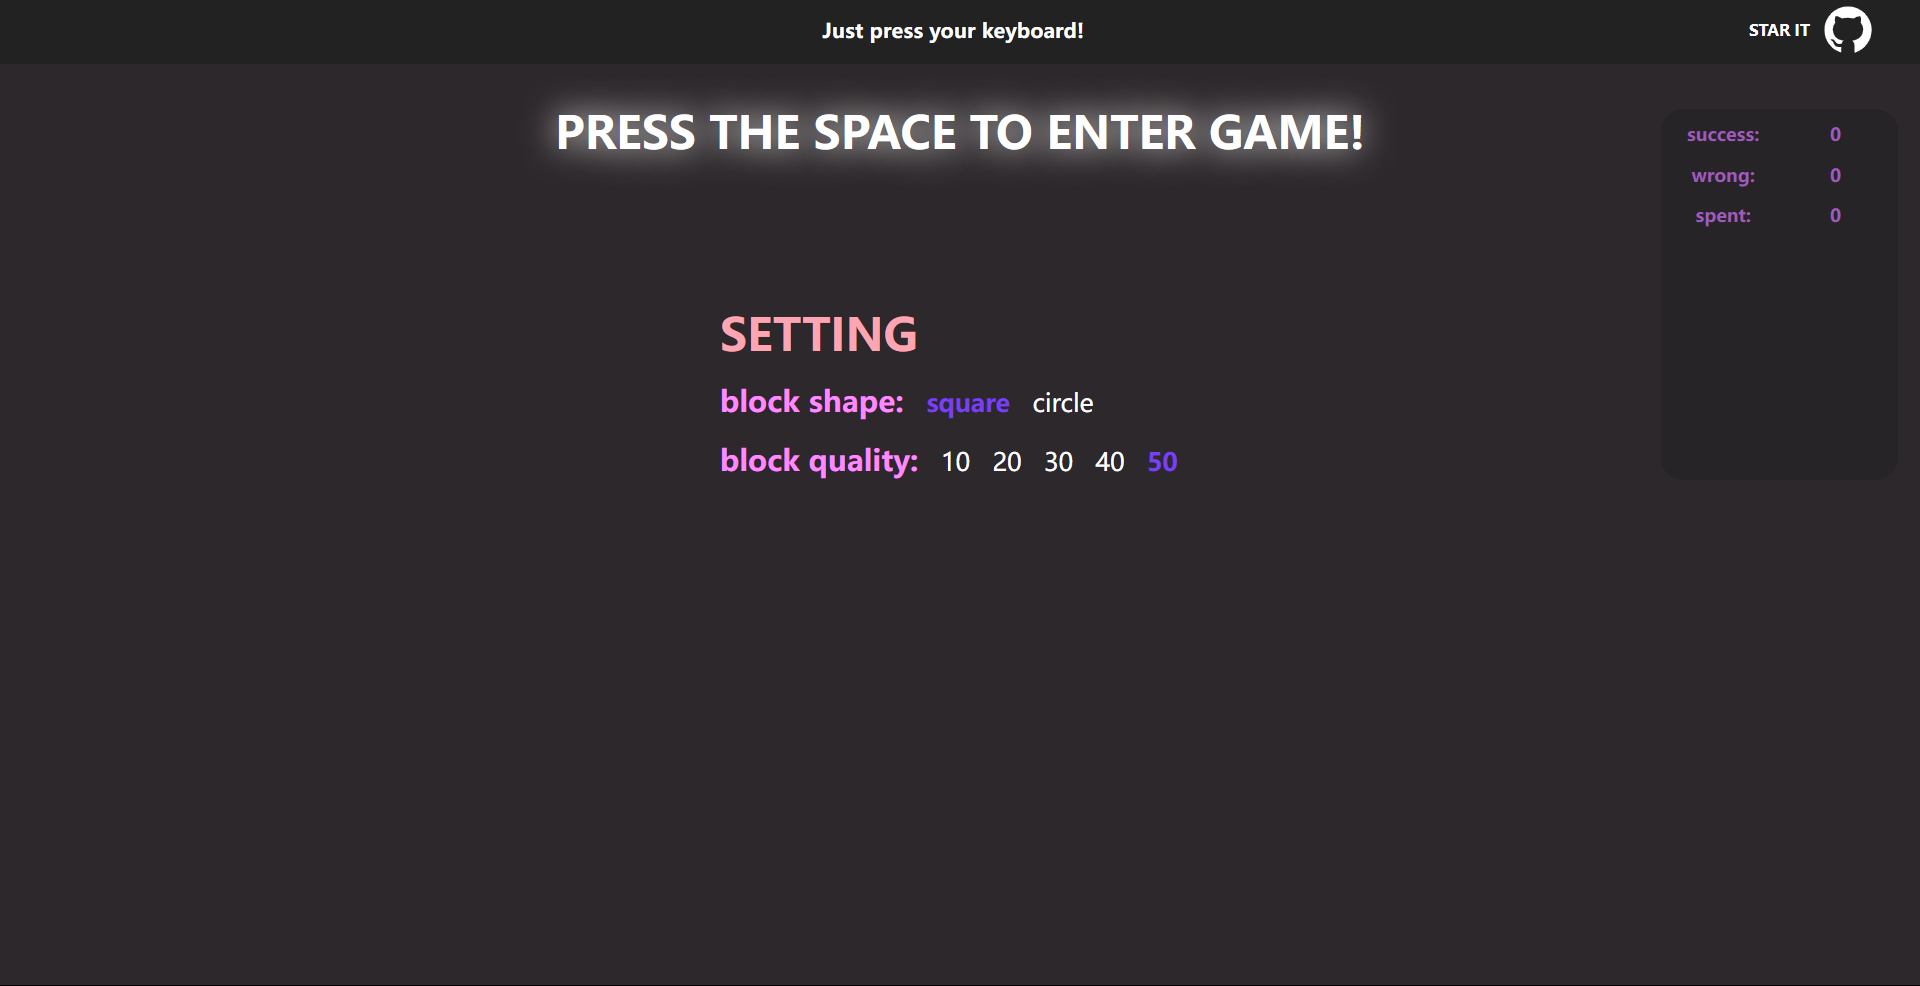 Just press your keyboard!
STAR IT
PRESS THE SPACE TO ENTER GAME!
success: 0
wrong: 0
spent: 0
SETTING
block shape: square circle
block quality: 10 20 30 40 50